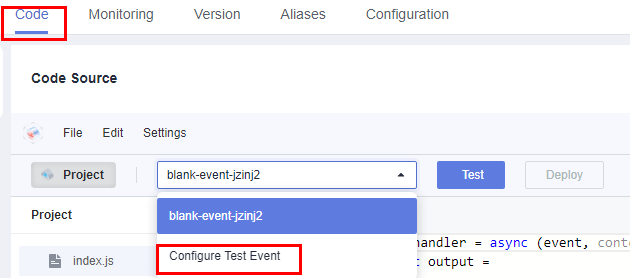 Code Monitoring Version Aliases Configuration
Code Source
File Edit Settings
Project blank-event-jzinj2 Test Deploy
Project blank-event-jzinj2
index.js Configure Test Event
handler = async (event, conte
t output =